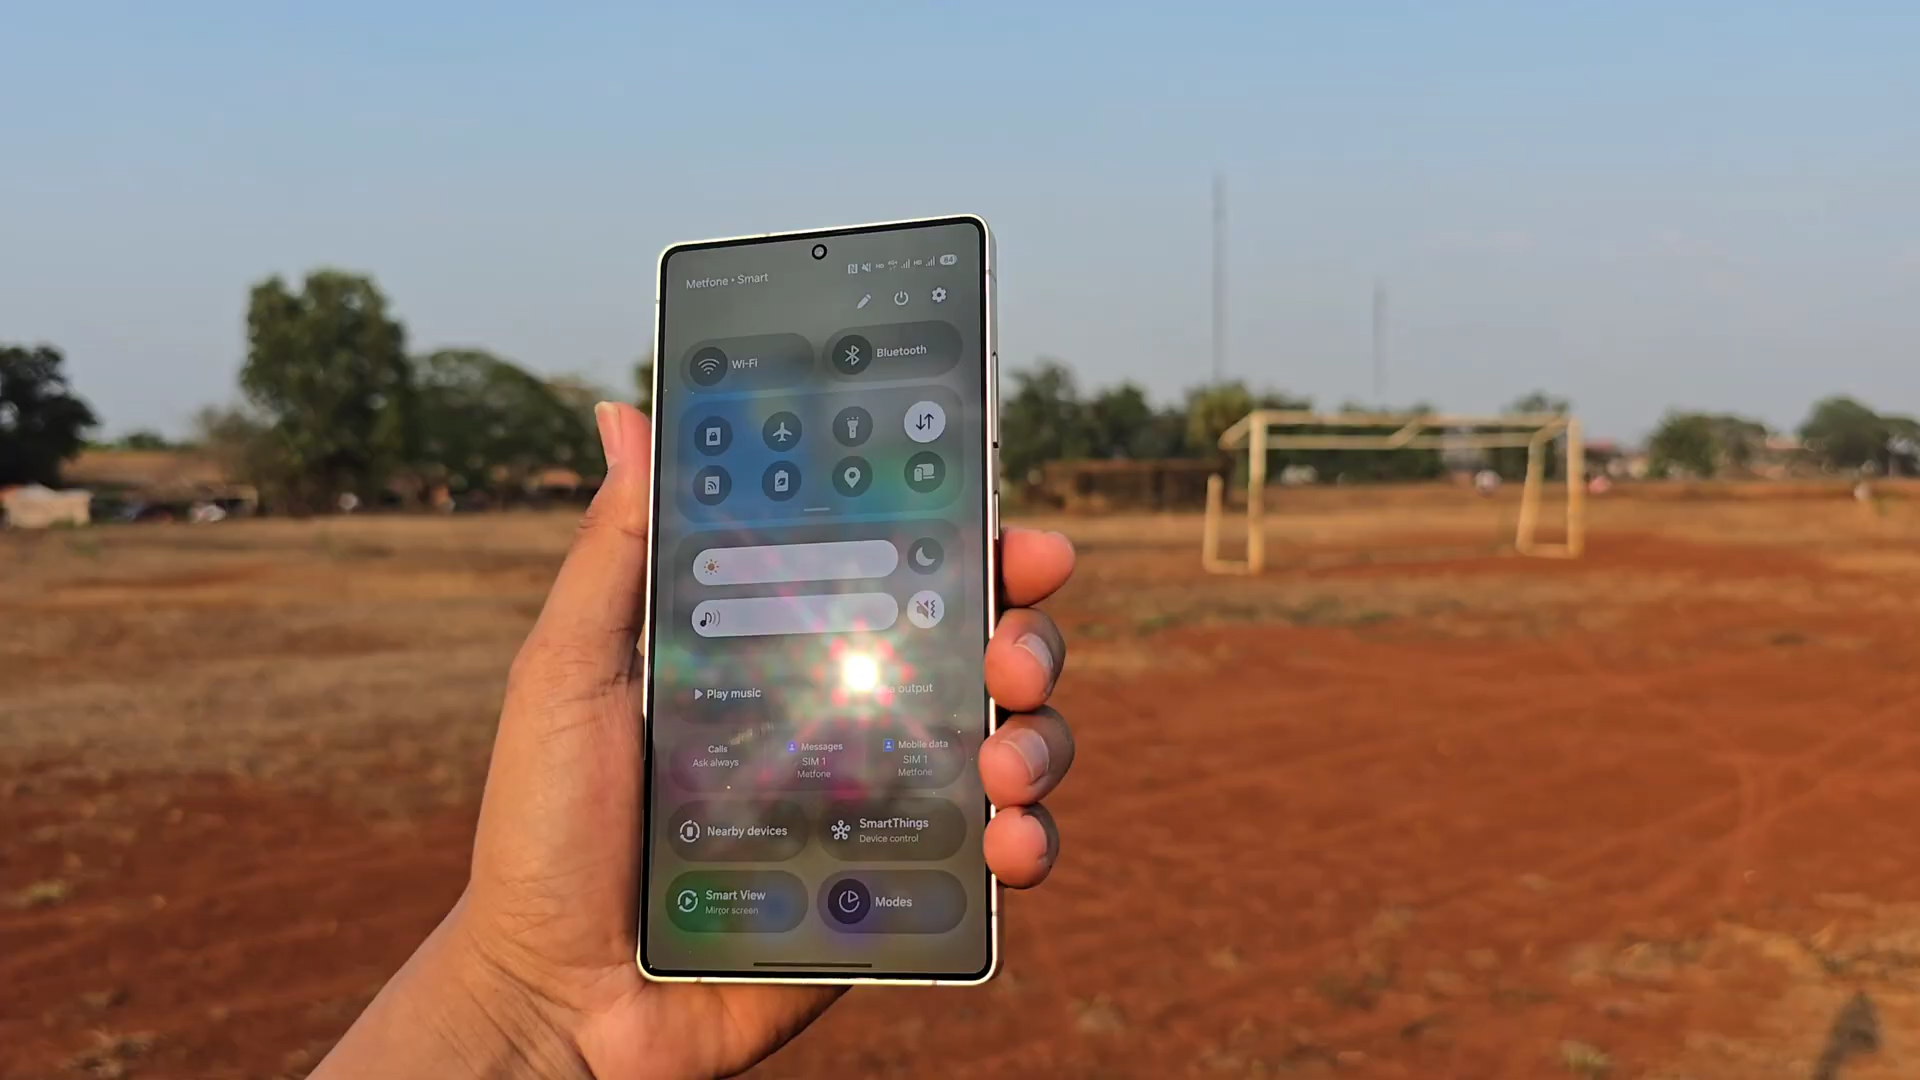 Metfone • Smart
84
Wi-Fi
Bluetooth
Play music
output
Calls
Ask always
Messages
SIM 1
Metfone
Mobile data
SIM 1
Metfone
Nearby devices
SmartThings
Device control
Smart View
Mirror screen
Modes